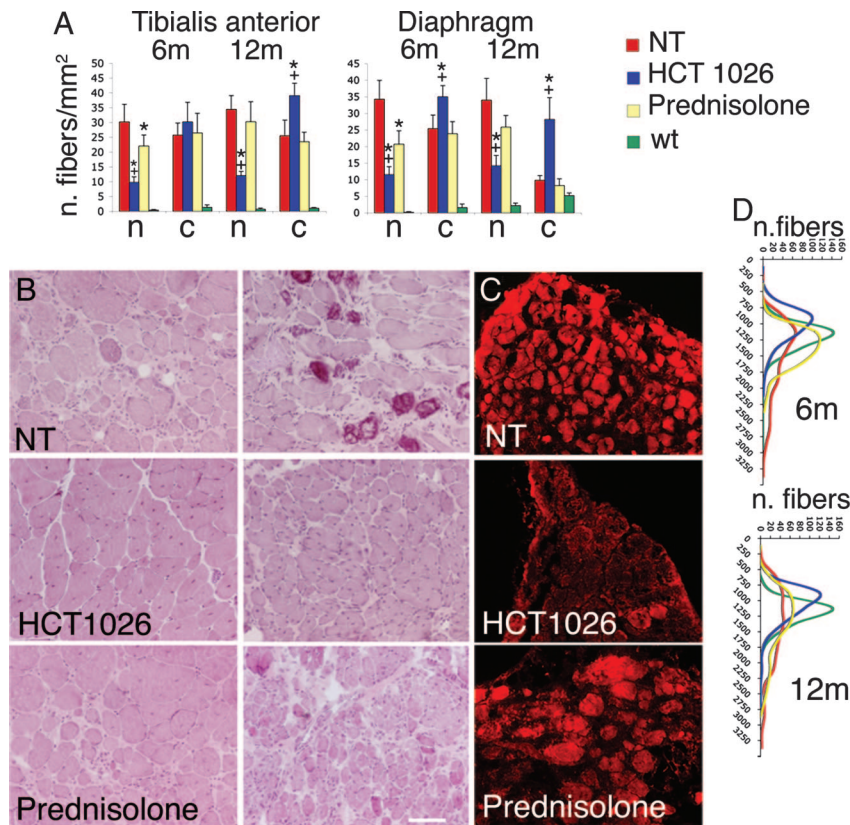 A
Tibialis anterior
6m 12m
Diaphragm
6m 12m
n. fibers/mm²
50
45
40
35
30
25
20
15
10
5
0
* + * * + * +
n c n c
45
40
35
30
25
20
15
10
5
0
* + * * + * + * +
n c n c
NT
HCT 1026
Prednisolone
wt
B
NT
HCT1026
Prednisolone
C
NT
HCT1026
Prednisolone
D
n.fibers
0 20 40 60 80 100 120 140 160
0
250
500
750
1000
1250
1500
1750
2000
2250
2500
2750
3000
3250
6m
n. fibers
0 20 40 60 80 100 120 140 160
0
250
500
750
1000
1250
1500
1750
2000
2250
2500
2750
3000
3250
12m